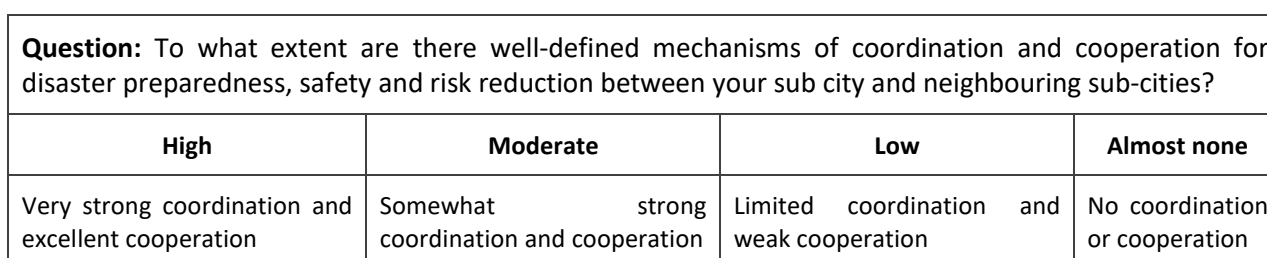 Question: To what extent are there well-defined mechanisms of coordination and cooperation for
disaster preparedness, safety and risk reduction between your sub city and neighbouring sub-cities?
High Moderate Low Almost none
Very strong coordination and
excellent cooperation
Somewhat strong
coordination and cooperation
Limited coordination and
weak cooperation
No coordination
or cooperation